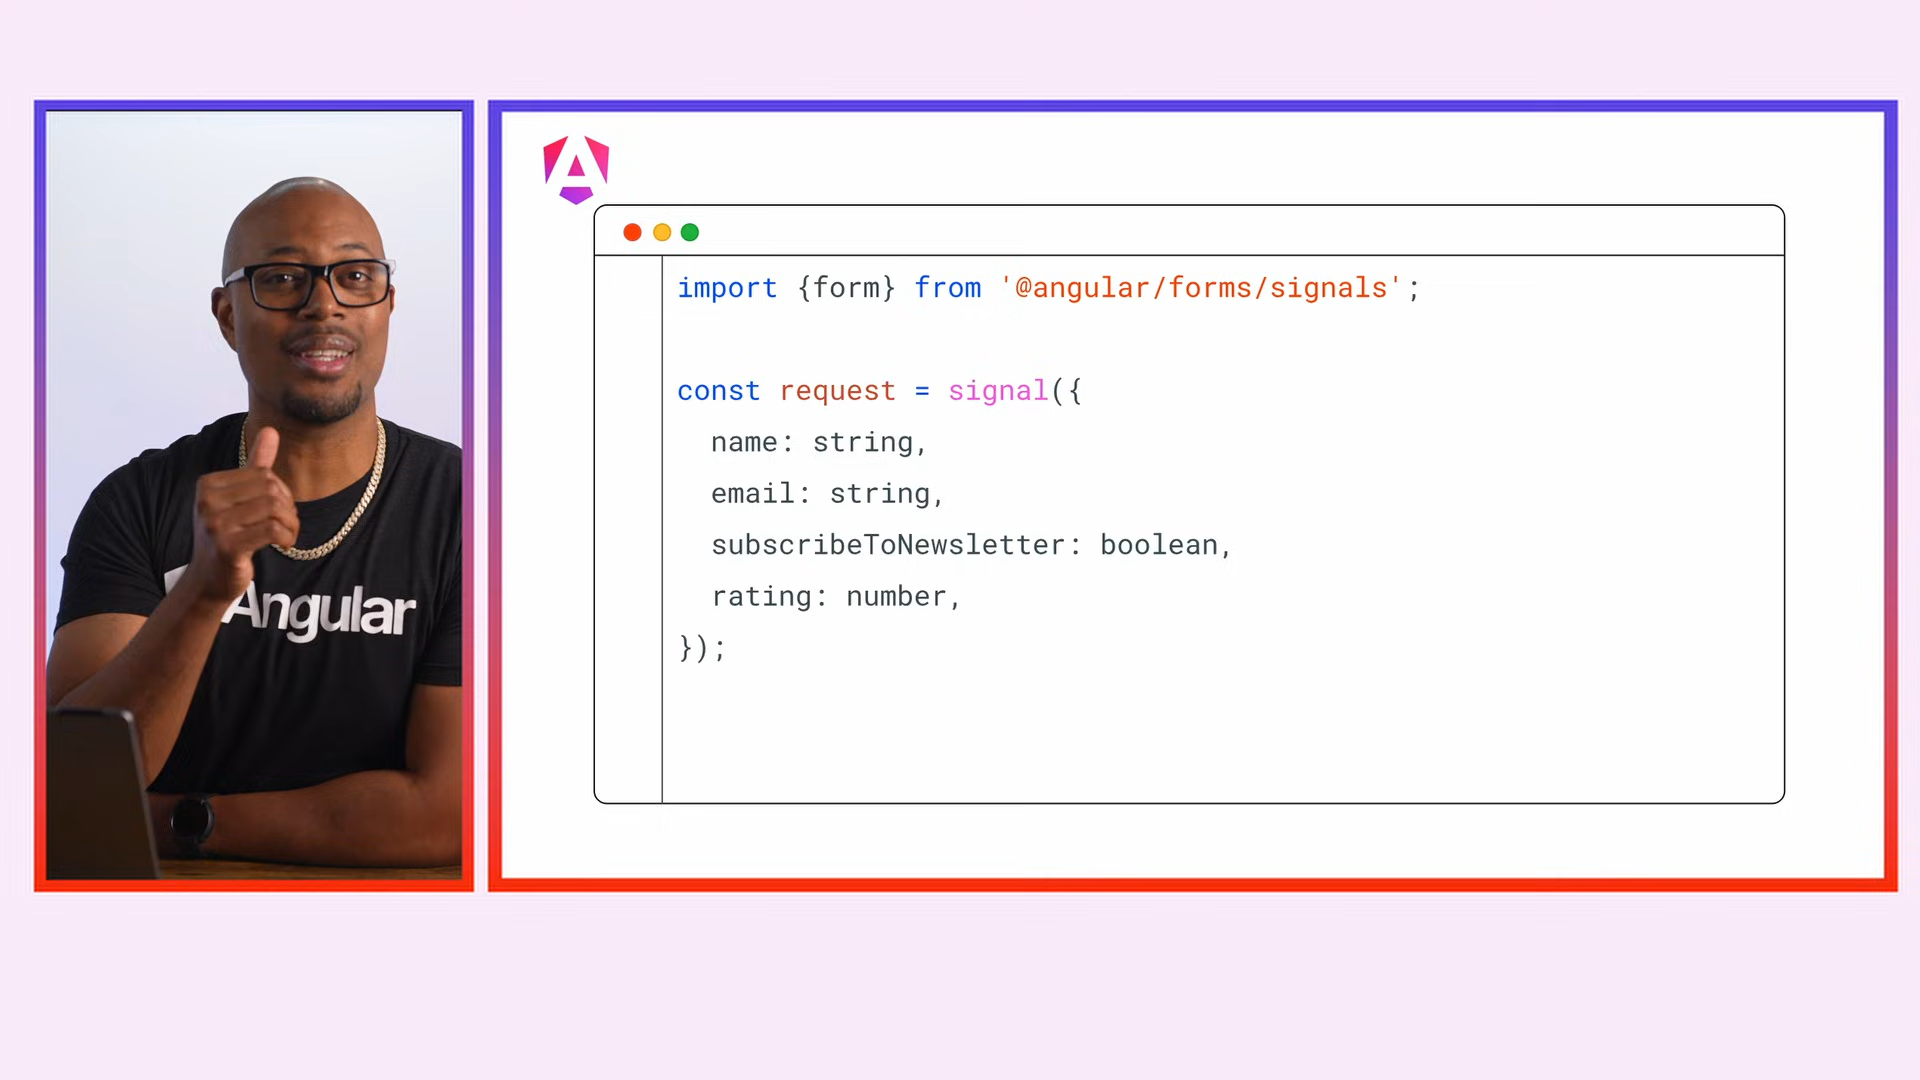 Angular
import {form} from '@angular/forms/signals';
const request = signal({
name: string,
email: string,
subscribeToNewsletter: boolean,
rating: number,
});